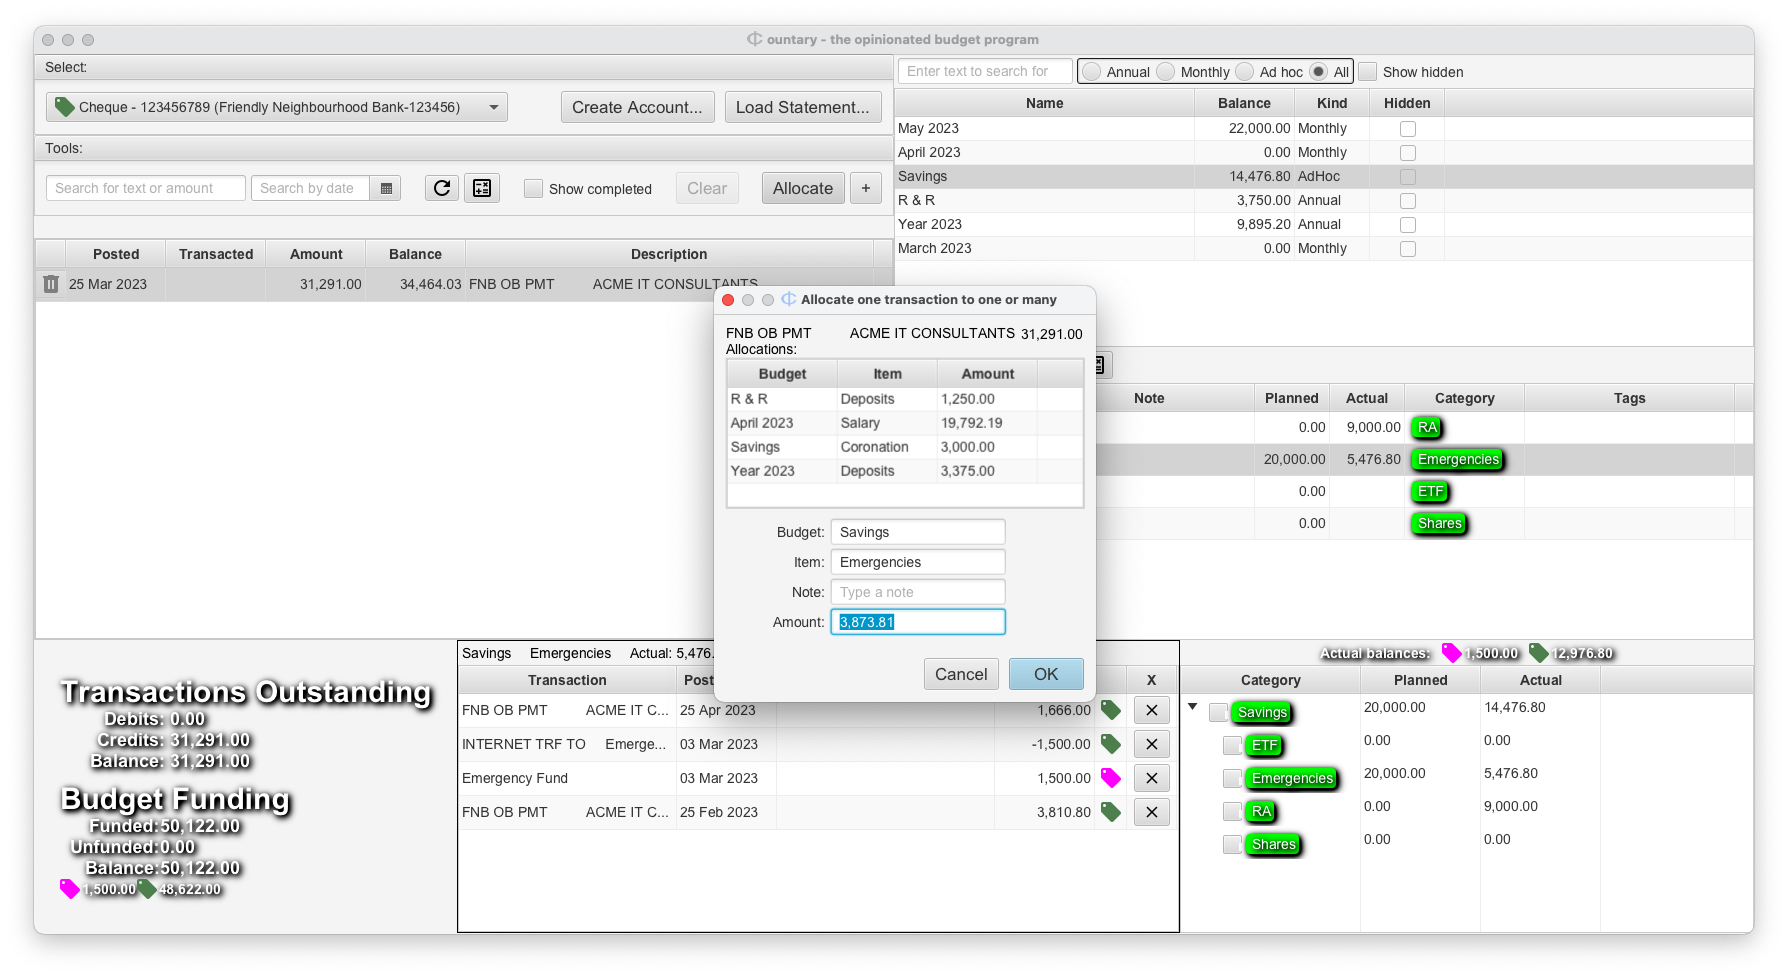 ountary - the opinionated budget program
Select:
Cheque - 123456789 (Friendly Neighbourhood Bank-123456)
Create Account...
Load Statement...
Tools:
Search for text or amount
Search by date
Show completed
Clear
Allocate
+
Posted Transacted Amount Balance Description
25 Mar 2023 31,291.00 34,464.03 FNB OB PMT ACME IT CONSULTANTS
Enter text to search for
Annual Monthly Ad hoc All Show hidden
Name Balance Kind Hidden
May 2023 22,000.00 Monthly
April 2023 0.00 Monthly
Savings 14,476.80 AdHoc
R & R 3,750.00 Annual
Year 2023 9,895.20 Annual
March 2023 0.00 Monthly
Note Planned Actual Category Tags
0.00 9,000.00 RA
20,000.00 5,476.80 Emergencies
0.00 ETF
0.00 Shares
Allocate one transaction to one or many
FNB OB PMT ACME IT CONSULTANTS 31,291.00
Allocations:
Budget Item Amount
R & R Deposits 1,250.00
April 2023 Salary 19,792.19
Savings Coronation 3,000.00
Year 2023 Deposits 3,375.00
Budget: Savings
Item: Emergencies
Note: Type a note
Amount: 3,873.81
Cancel OK
Transactions Outstanding
Debits: 0.00
Credits: 31,291.00
Balance: 31,291.00
Budget Funding
Funded:50,122.00
Unfunded:0.00
Balance:50,122.00
1,500.00 48,622.00
Savings Emergencies Actual: 5,476.
Transaction Post X
FNB OB PMT ACME IT C... 25 Apr 2023 1,666.00
INTERNET TRF TO Emerge... 03 Mar 2023 -1,500.00
Emergency Fund 03 Mar 2023 1,500.00
FNB OB PMT ACME IT C... 25 Feb 2023 3,810.80
Actual balances: 1,500.00 12,976.80
Category Planned Actual
Savings 20,000.00 14,476.80
ETF 0.00 0.00
Emergencies 20,000.00 5,476.80
RA 0.00 9,000.00
Shares 0.00 0.00